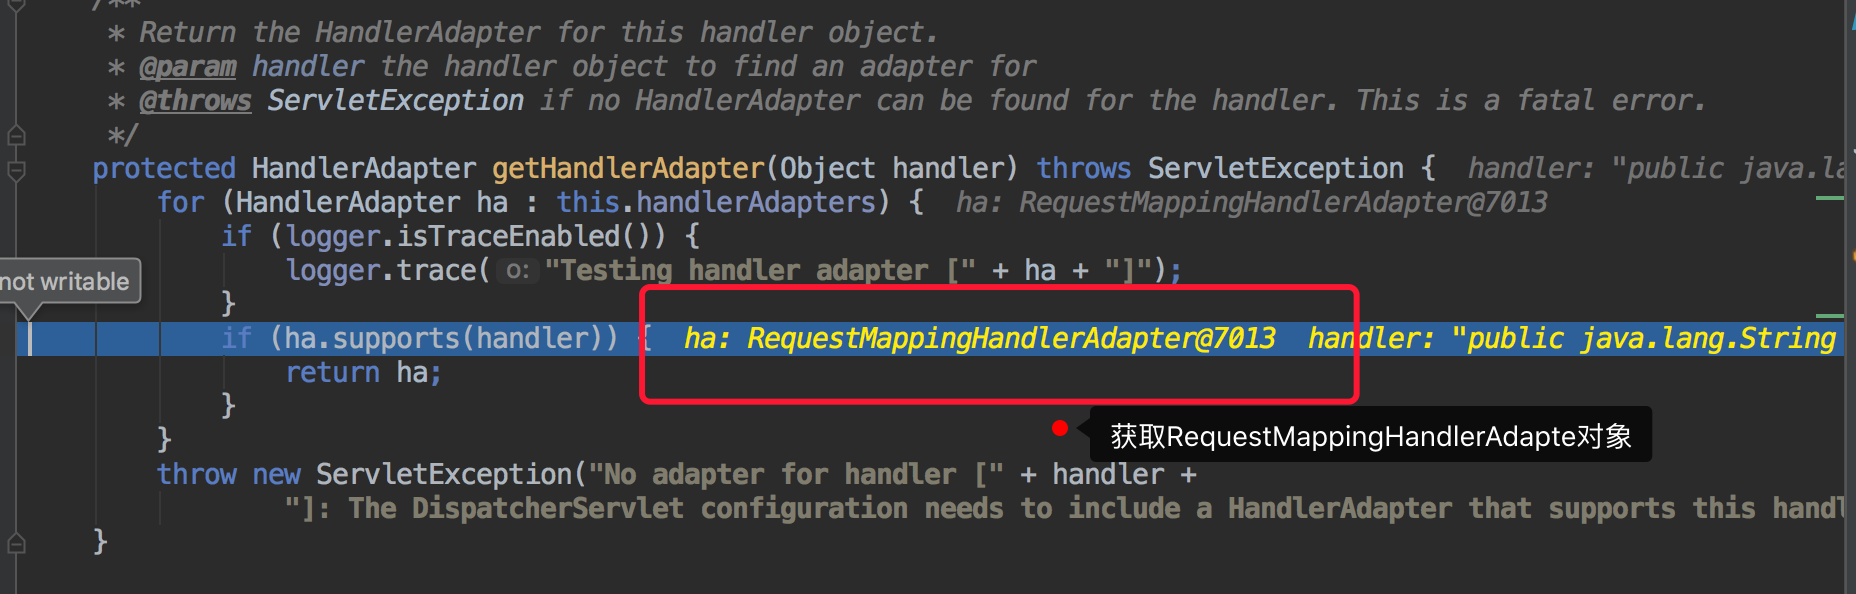 /**
* Return the HandlerAdapter for this handler object.
* @param handler the handler object to find an adapter for
* @throws ServletException if no HandlerAdapter can be found for the handler. This is a fatal error.
*/
protected HandlerAdapter getHandlerAdapter(Object handler) throws ServletException { handler: "public java.la
for (HandlerAdapter ha : this.handlerAdapters) { ha: RequestMappingHandlerAdapter@7013
if (logger.isTraceEnabled()) {
logger.trace( o: "Testing handler adapter [" + ha + "]");
not writable
}
if (ha.supports(handler)) { ha: RequestMappingHandlerAdapter@7013 handler: "public java.lang.String
return ha;
}
获取RequestMappingHandlerAdapte对象
}
throw new ServletException("No adapter for handler [" + handler +
"]: The DispatcherServlet configuration needs to include a HandlerAdapter that supports this handl
}